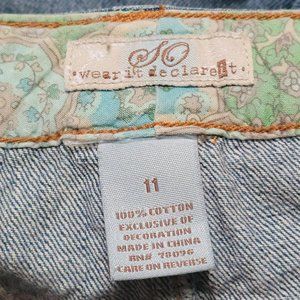 SO
·wear it declare it·
11
100% COTTON
EXCLUSIVE OF
DECORATION
MADE IN CHINA
RN# 78096
CARE ON REVERSE